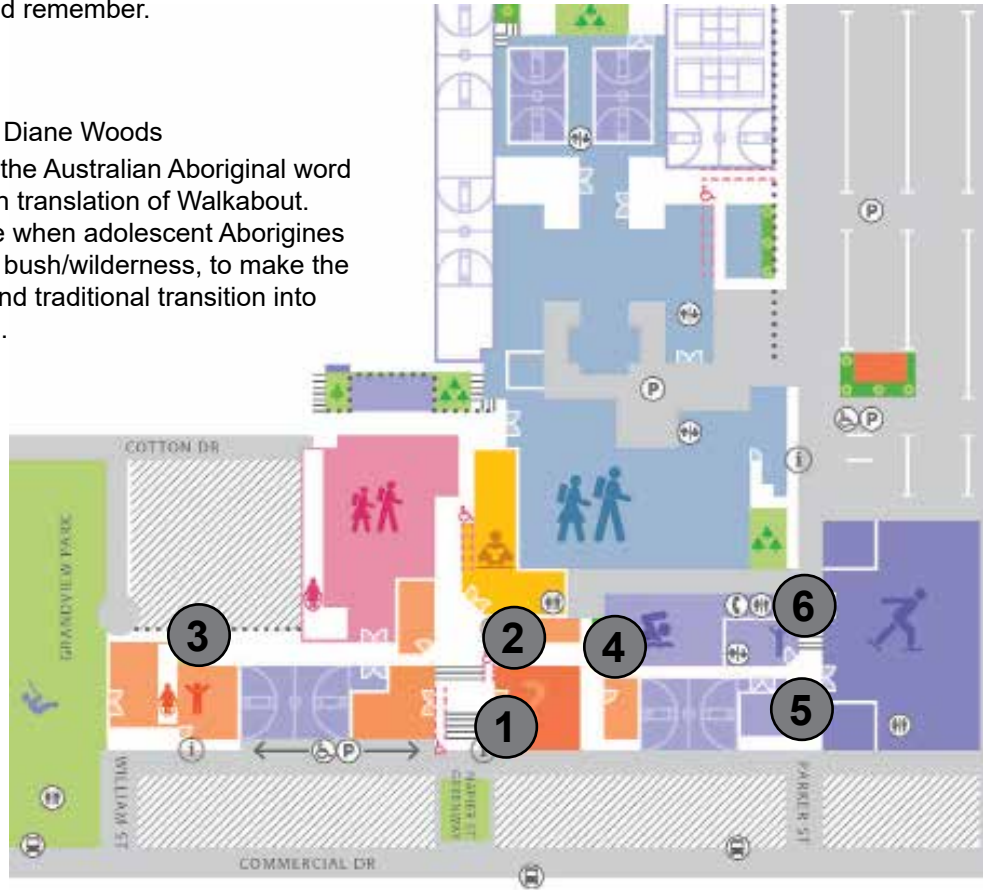 d remember.
Diane Woods
the Australian Aboriginal word
n translation of Walkabout.
e when adolescent Aborigines
bush/wilderness, to make the
nd traditional transition into
.
P
P
P
i
COTTON DR
GRANDVIEW PARK
3
2
4
6
1
5
i
P
i
WILLIAM ST
NAPIER ST
GREENWAY
PARKER ST
COMMERCIAL DR